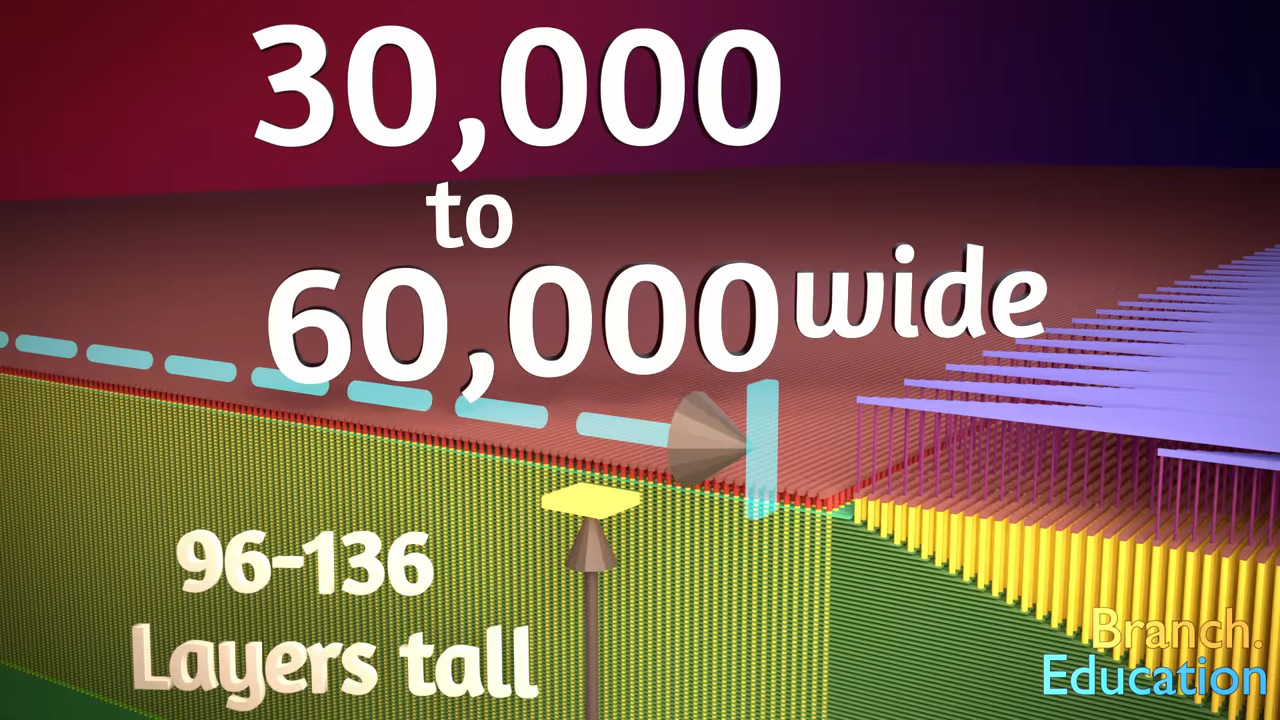 30,000
to
60,000 wide
96-136
Layers tall
Branch.
Education